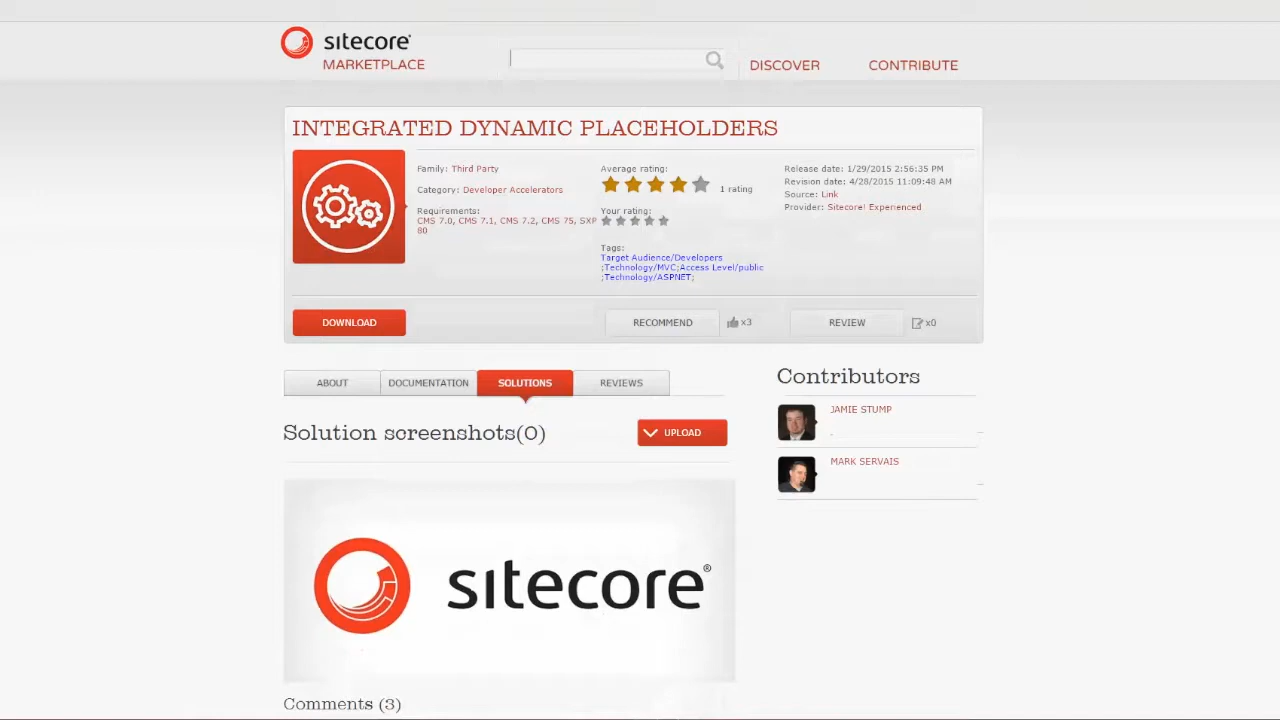 sitecore
MARKETPLACE
DISCOVER
CONTRIBUTE
INTEGRATED DYNAMIC PLACEHOLDERS
Family: Third Party
Category: Developer Accelerators
Requirements:
CMS 7.0, CMS 7.1, CMS 7.2, CMS 75, SXP
80
Average rating:
1 rating
Your rating:
Tags:
Target Audience/Developers
;Technology/MVC;Access Level/public
;Technology/ASPNET;
Release date: 1/29/2015 2:56:35 PM
Revision date: 4/28/2015 11:09:48 AM
Source: Link
Provider: Sitecore! Experienced
DOWNLOAD
RECOMMEND
x3
REVIEW
x0
ABOUT
DOCUMENTATION
SOLUTIONS
REVIEWS
Solution screenshots(0)
UPLOAD
sitecore®
Comments (3)
Contributors
JAMIE STUMP
MARK SERVAIS